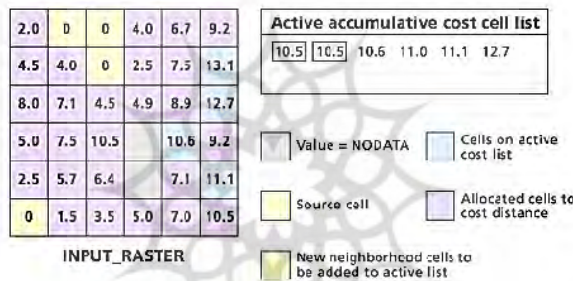 2.0 0 0 4.0 6.7 9.2
4.5 4.0 0 2.5 7.5 13.1
8.0 7.1 4.5 4.9 8.9 12.7
5.0 7.5 10.5 10.6 9.2
2.5 5.7 6.4 7.1 11.1
0 1.5 3.5 5.0 7.0 10.5
INPUT_RASTER
Active accumulative cost cell list
10.5 10.5 10.6 11.0 11.1 12.7
Value = NODATA
Cells on active
cost list
Source cell
Allocated cells to
cost distance
New neighborhood cells to
be added to active list